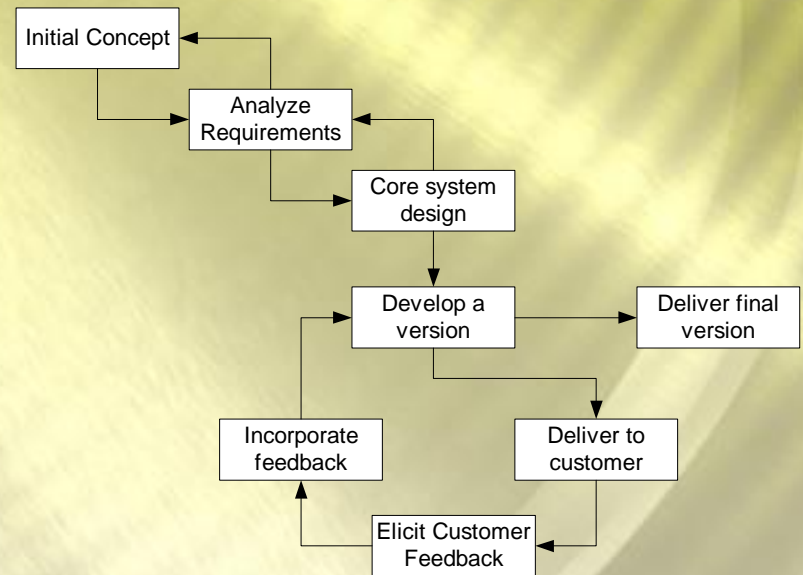 Initial Concept
Analyze
Requirements
Core system
design
Develop a
version
Deliver final
version
Incorporate
feedback
Deliver to
customer
Elicit Customer
Feedback